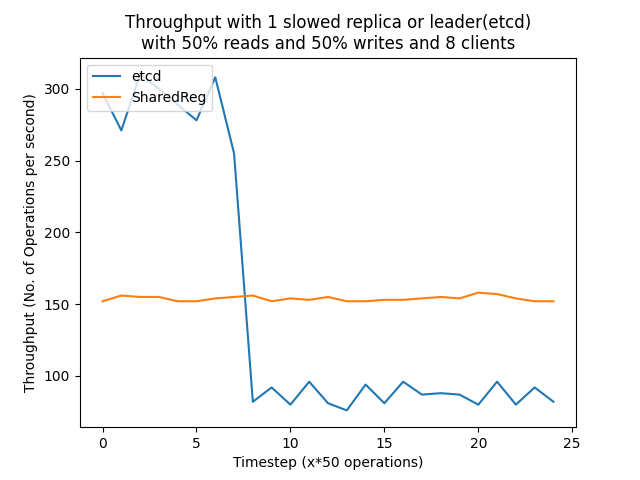 Throughput with 1 slowed replica or leader(etcd)
with 50% reads and 50% writes and 8 clients
etcd
SharedReg
Throughput (No. of Operations per second)
300
250
200
150
100
0 5 10 15 20 25
Timestep (x*50 operations)